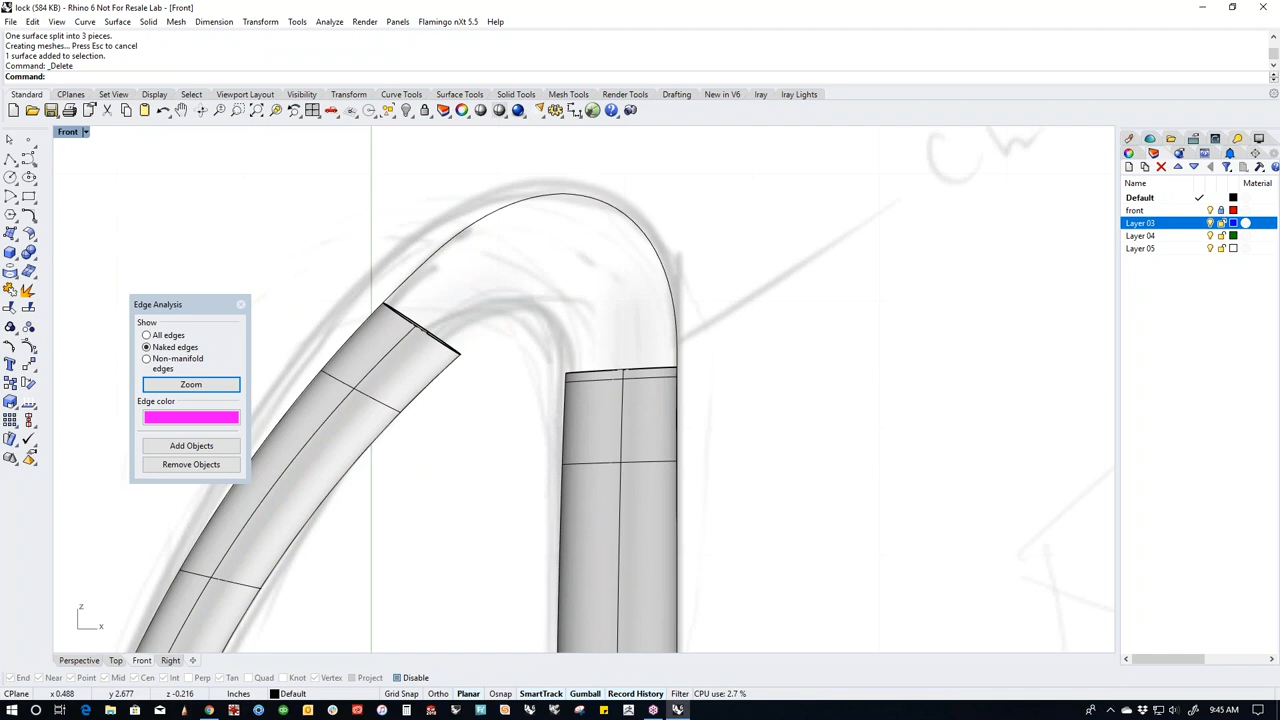 lock (584 KB) - Rhino 6 Not For Resale Lab - [Front]
File Edit View Curve Surface Solid Mesh Dimension Transform Tools Analyze Render Panels Flamingo nXt 5.5 Help
One surface split into 3 pieces.
Creating meshes... Press Esc to cancel
1 surface added to selection.
Command: _Delete
Command:
Standard CPlanes Set View Display Select Viewport Layout Visibility Transform Curve Tools Surface Tools Solid Tools Mesh Tools Render Tools Drafting New in V6 Iray Iray Lights
Front
Name Material
Default
front
Layer 03
Layer 04
Layer 05
Edge Analysis
Show
All edges
Naked edges
Non-manifold
edges
Zoom
Edge color
Add Objects
Remove Objects
z
x
Perspective Top Front Right
End Near Point Mid Cen Int Perp Tan Quad Knot Vertex Project Disable
CPlane x 0.488 y 2.677 z -0.216 Inches Default Grid Snap Ortho Planar Osnap SmartTrack Gumball Record History Filter CPU use: 2.7 %
9:45 AM